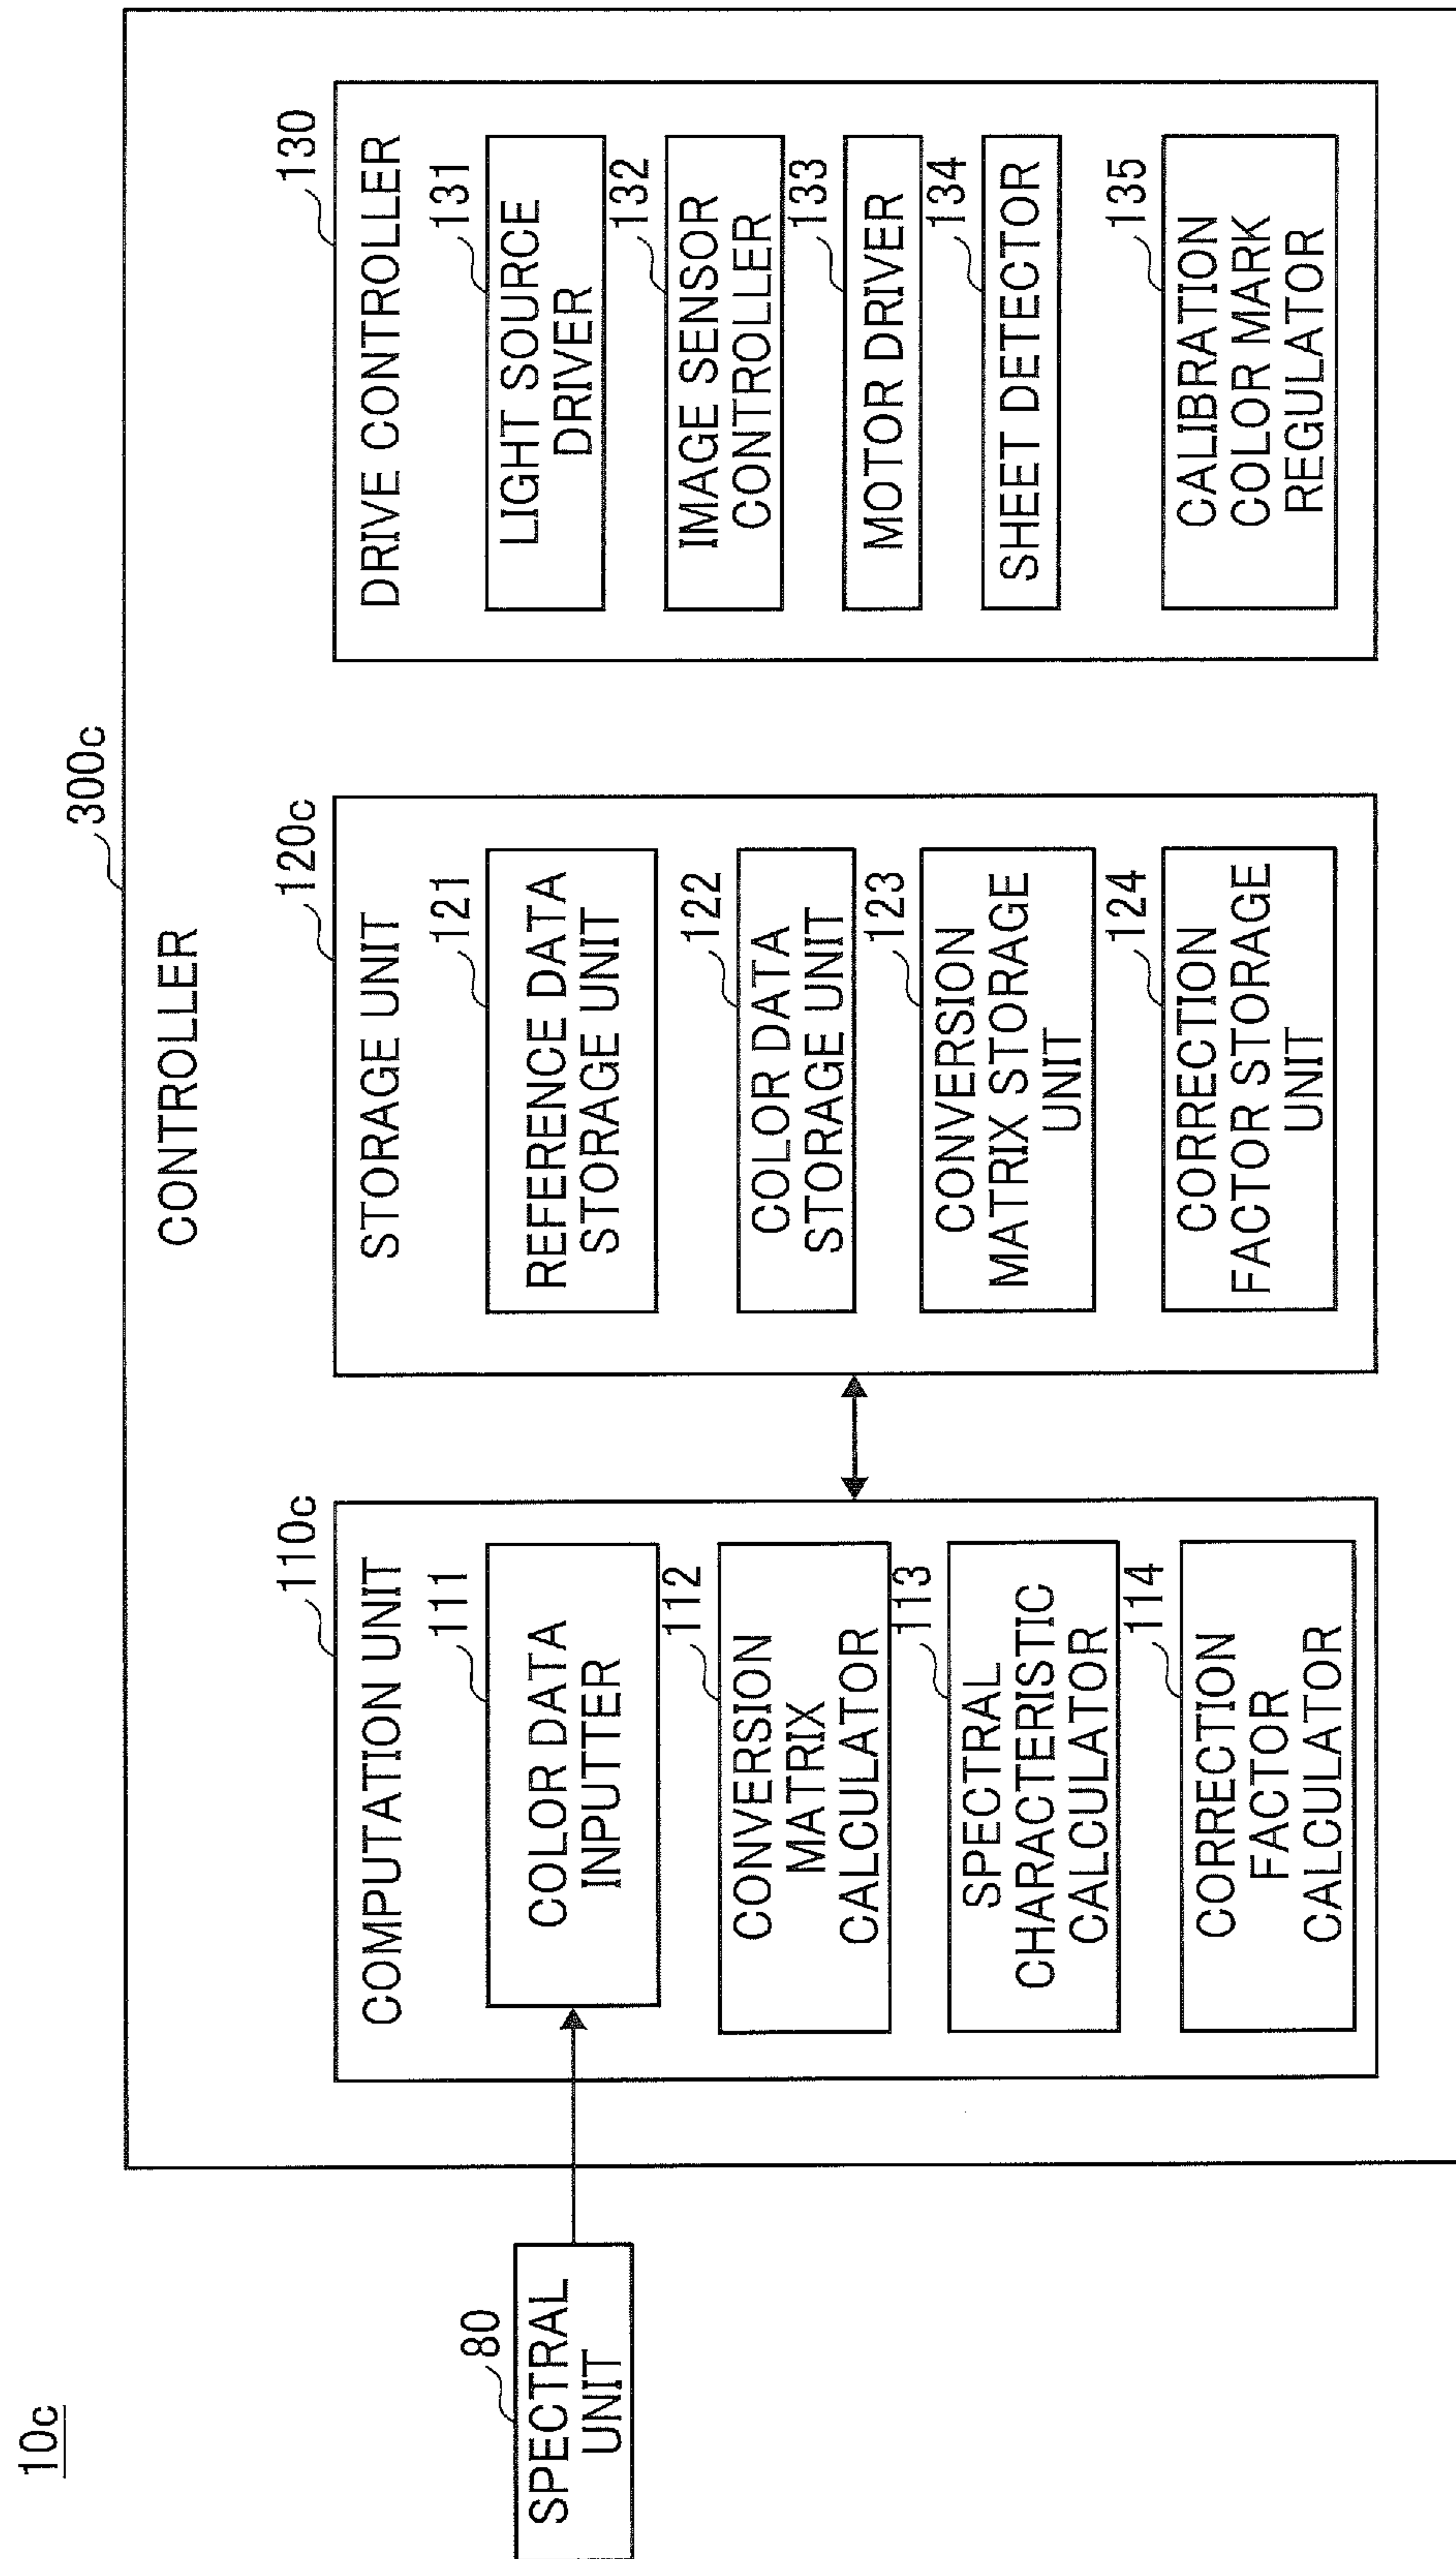 10c
80
SPECTRAL
UNIT
300c
CONTROLLER
110c
COMPUTATION UNIT
111
COLOR DATA
INPUTTER
112
CONVERSION
MATRIX
CALCULATOR
113
SPECTRAL
CHARACTERISTIC
CALCULATOR
114
CORRECTION
FACTOR
CALCULATOR
120c
STORAGE UNIT
121
REFERENCE DATA
STORAGE UNIT
122
COLOR DATA
STORAGE UNIT
123
CONVERSION
MATRIX STORAGE
UNIT
124
CORRECTION
FACTOR STORAGE
UNIT
130
DRIVE CONTROLLER
131
LIGHT SOURCE
DRIVER
132
IMAGE SENSOR
CONTROLLER
133
MOTOR DRIVER
134
SHEET DETECTOR
135
CALIBRATION
COLOR MARK
REGULATOR